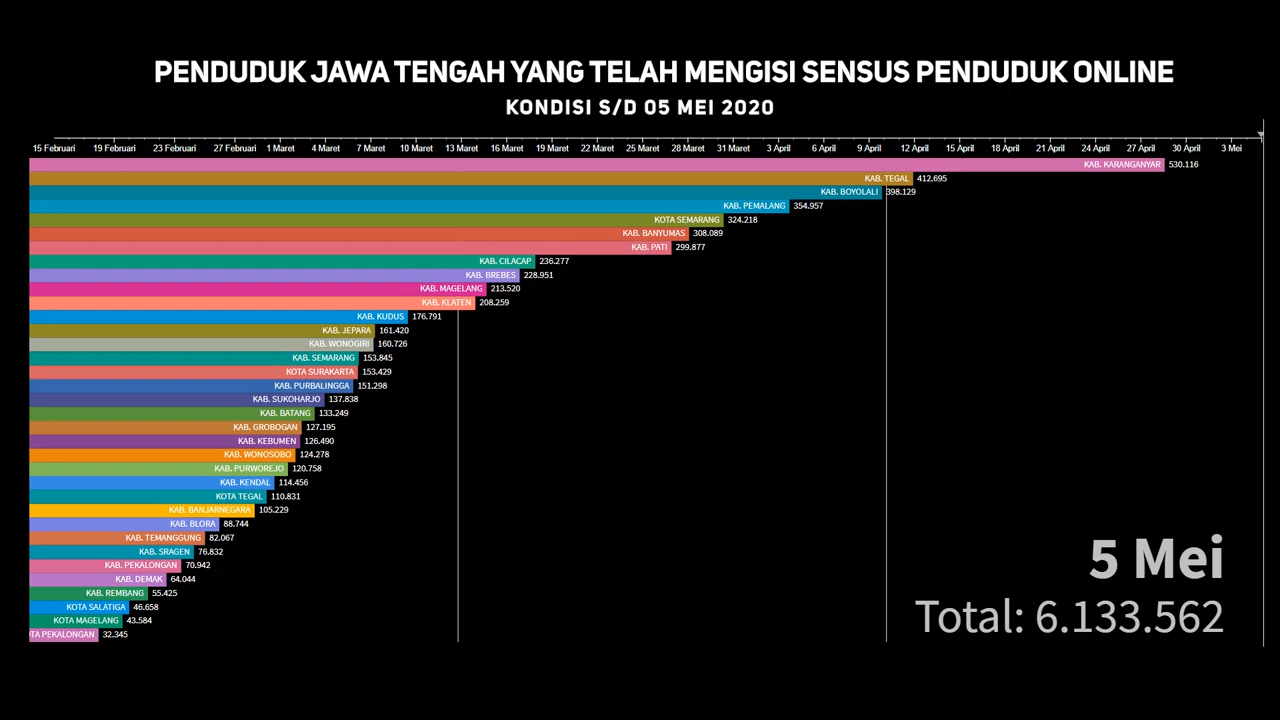 PENDUDUK JAWA TENGAH YANG TELAH MENGISI SENSUS PENDUDUK ONLINE
KONDISI S/D 05 MEI 2020
15 Februari 19 Februari 23 Februari 27 Februari 1 Maret 4 Maret 7 Maret 10 Maret 13 Maret 16 Maret 19 Maret 22 Maret 25 Maret 28 Maret 31 Maret 3 April 6 April 9 April 12 April 15 April 18 April 21 April 24 April 27 April 30 April 3 Mei
KAB. KARANGANYAR 530.116
KAB. TEGAL 412.695
KAB. BOYOLALI 398.129
KAB. PEMALANG 354.957
KOTA SEMARANG 324.218
KAB. BANYUMAS 308.089
KAB. PATI 299.877
KAB. CILACAP 236.277
KAB. BREBES 228.951
KAB. MAGELANG 213.520
KAB. KLATEN 208.259
KAB. KUDUS 176.791
KAB. JEPARA 161.420
KAB. WONOGIRI 160.726
KAB. SEMARANG 153.845
KOTA SURAKARTA 153.429
KAB. PURBALINGGA 151.298
KAB. SUKOHARJO 137.838
KAB. BATANG 133.249
KAB. GROBOGAN 127.195
KAB. KEBUMEN 126.490
KAB. WONOSOBO 124.278
KAB. PURWOREJO 120.758
KAB. KENDAL 114.456
KOTA TEGAL 110.831
KAB. BANJARNEGARA 105.229
KAB. BLORA 88.744
KAB. TEMANGGUNG 82.067
KAB. SRAGEN 76.832
KAB. PEKALONGAN 70.942
KAB. DEMAK 64.044
KAB. REMBANG 55.425
KOTA SALATIGA 46.658
KOTA MAGELANG 43.584
OTA PEKALONGAN 32.345
5 Mei
Total: 6.133.562